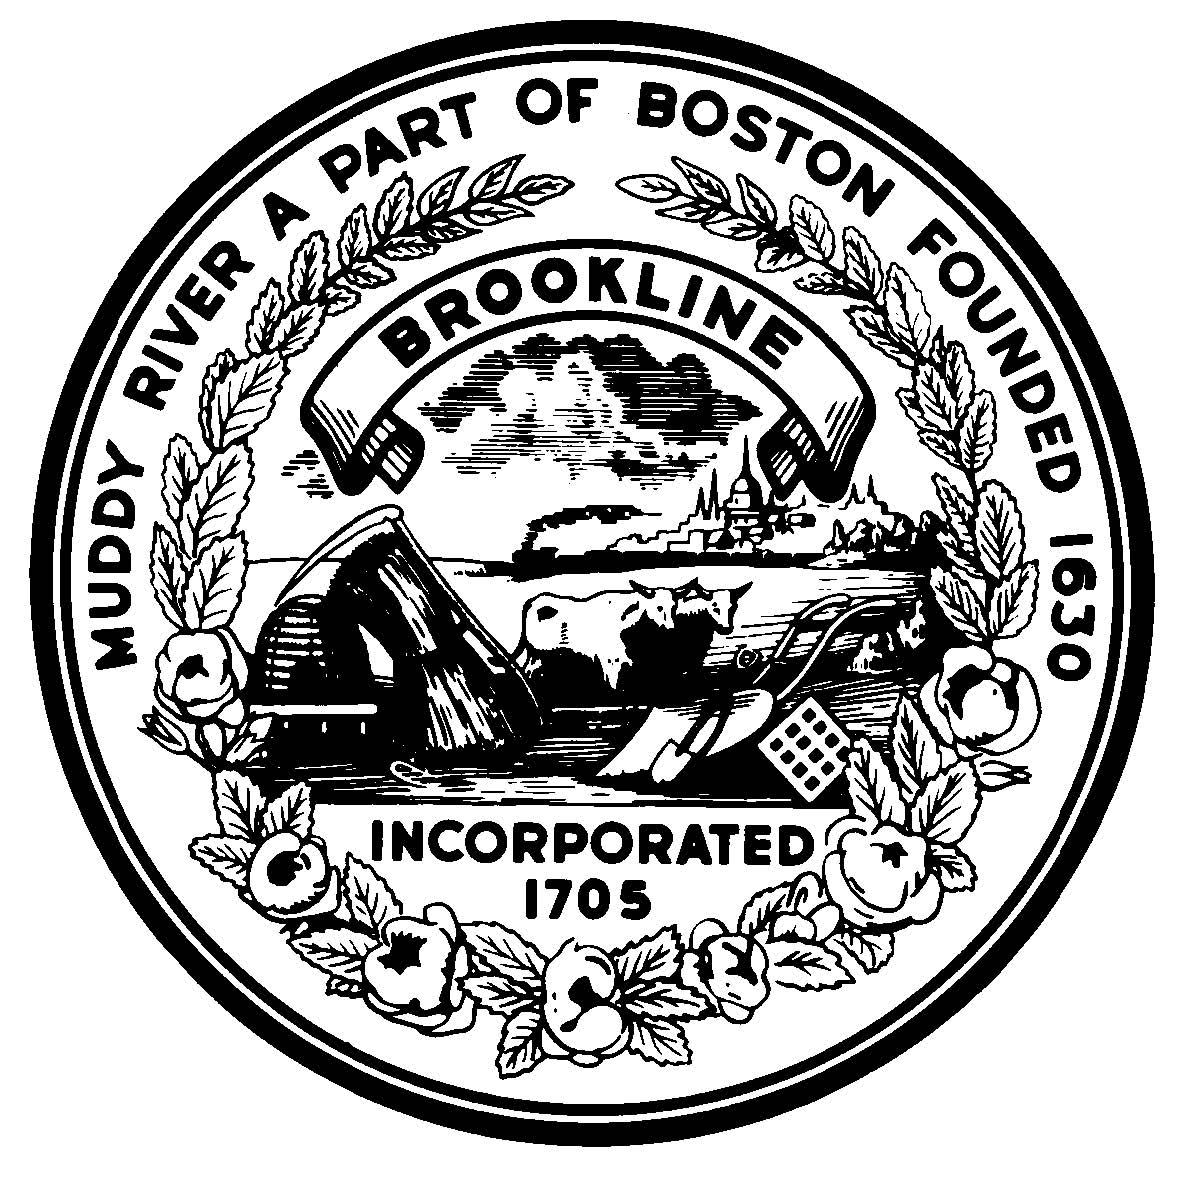 MUDDY RIVER A PART OF BOSTON FOUNDED 1630
BROOKLINE
INCORPORATED
1705